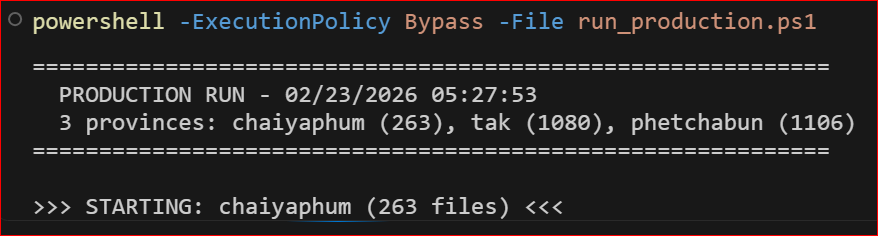 powershell -ExecutionPolicy Bypass -File run_production.ps1
============================================================
PRODUCTION RUN - 02/23/2026 05:27:53
3 provinces: chaiyaphum (263), tak (1080), phetchabun (1106)
============================================================
>>> STARTING: chaiyaphum (263 files) <<<